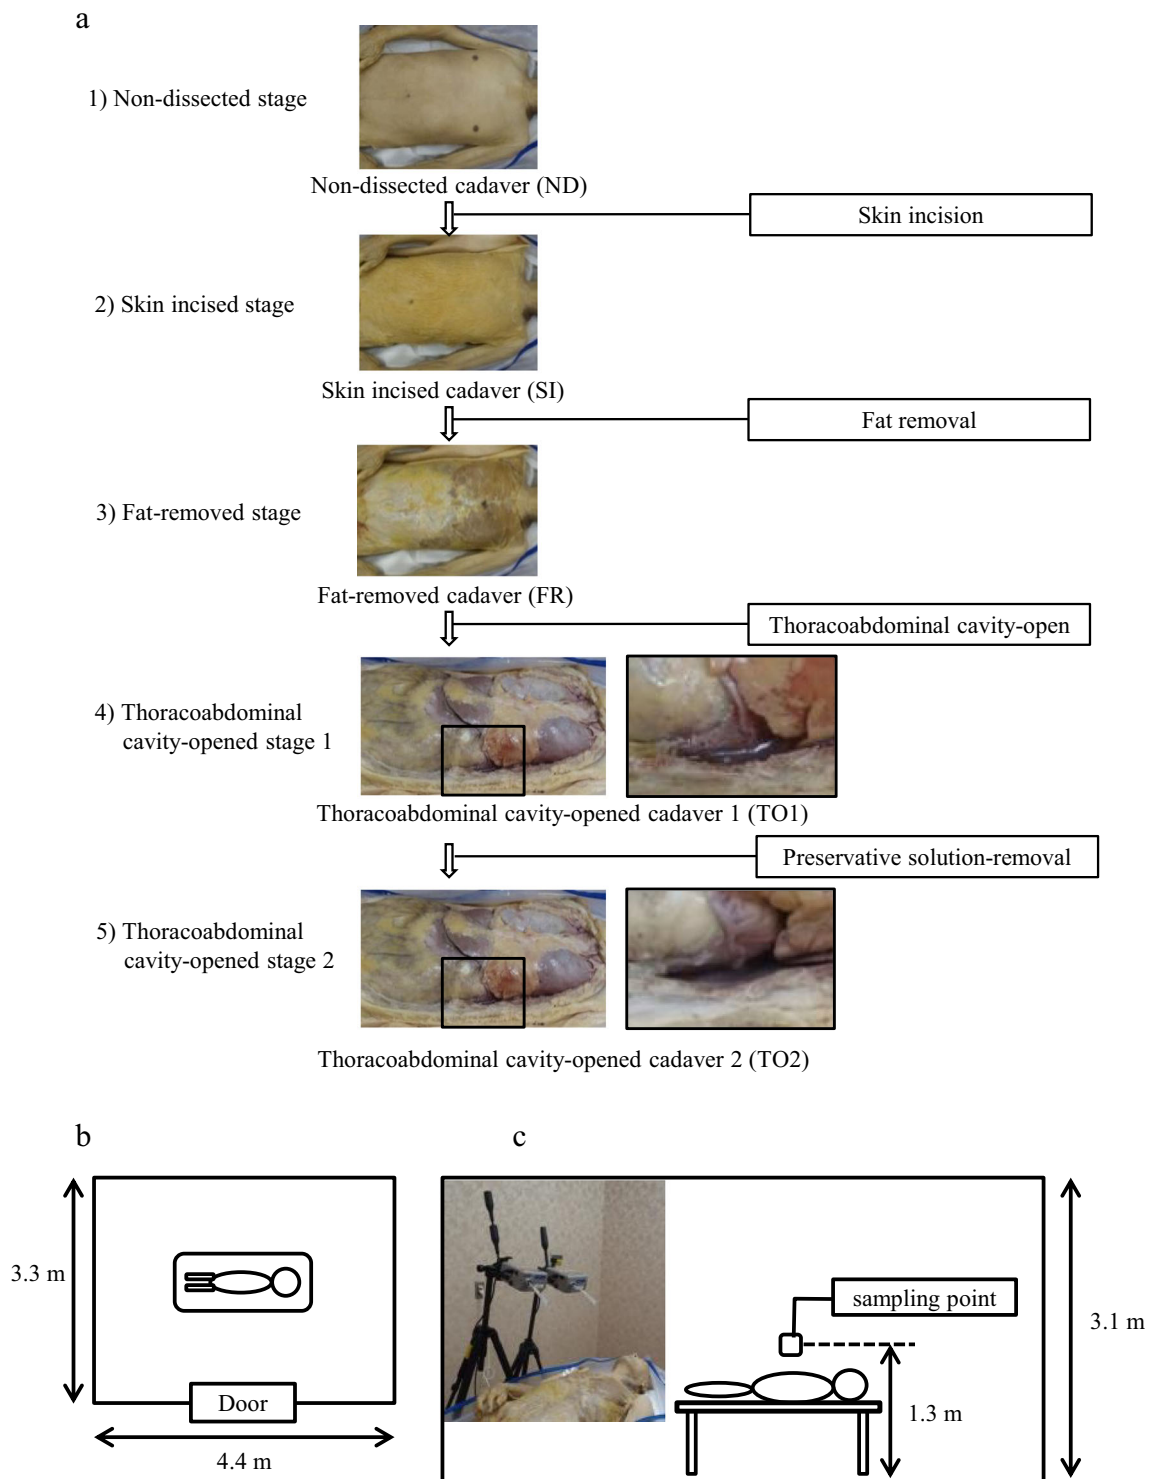 a
1) Non-dissected stage
Non-dissected cadaver (ND)
Skin incision
2) Skin incised stage
Skin incised cadaver (SI)
Fat removal
3) Fat-removed stage
Fat-removed cadaver (FR)
Thoracoabdominal cavity-open
4) Thoracoabdominal
cavity-opened stage 1
Thoracoabdominal cavity-opened cadaver 1 (TO1)
Preservative solution-removal
5) Thoracoabdominal
cavity-opened stage 2
Thoracoabdominal cavity-opened cadaver 2 (TO2)
b
3.3 m
Door
4.4 m
c
sampling point
3.1 m
1.3 m